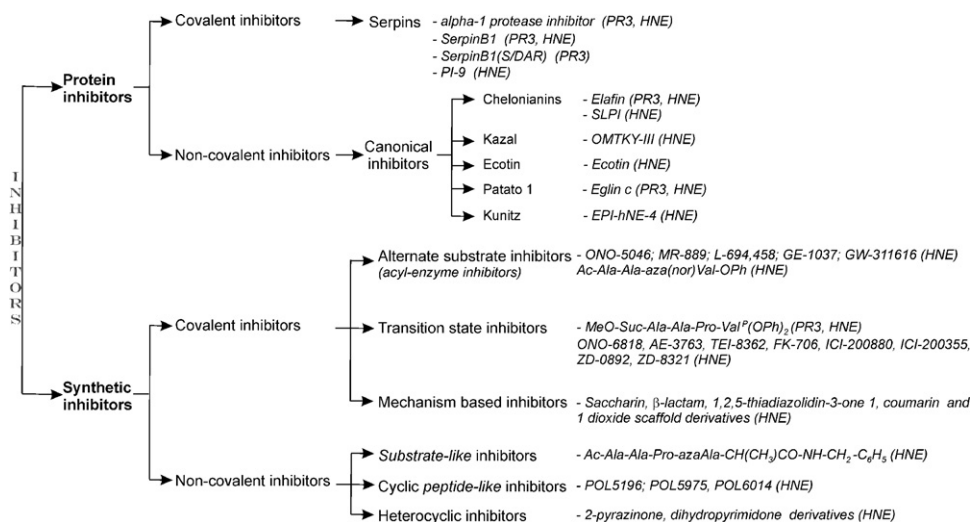 INHIBITORS
Protein
inhibitors
Covalent inhibitors
Serpins
- alpha-1 protease inhibitor (PR3, HNE)
- SerpinB1 (PR3, HNE)
- SerpinB1(S/DAR) (PR3)
- PI-9 (HNE)
Non-covalent inhibitors
Canonical
inhibitors
Chelonianins
- Elafin (PR3, HNE)
- SLPI (HNE)
Kazal
- OMTKY-III (HNE)
Ecotin
- Ecotin (HNE)
Patato 1
- Eglin c (PR3, HNE)
Kunitz
- EPI-hNE-4 (HNE)
Synthetic
inhibitors
Covalent inhibitors
Alternate substrate inhibitors
(acyl-enzyme inhibitors)
- ONO-5046; MR-889; L-694,458; GE-1037; GW-311616 (HNE)
Ac-Ala-Ala-aza(nor)Val-OPh (HNE)
Transition state inhibitors
- MeO-Suc-Ala-Ala-Pro-Valᴾ(OPh)₂ (PR3, HNE)
ONO-6818, AE-3763, TEI-8362, FK-706, ICI-200880, ICI-200355,
ZD-0892, ZD-8321 (HNE)
Mechanism based inhibitors
- Saccharin, β-lactam, 1,2,5-thiadiazolidin-3-one 1, coumarin and
1 dioxide scaffold derivatives (HNE)
Non-covalent inhibitors
Substrate-like inhibitors
- Ac-Ala-Ala-Pro-azaAla-CH(CH₃)CO-NH-CH₂-C₆H₅ (HNE)
Cyclic peptide-like inhibitors
- POL5196; POL5975, POL6014 (HNE)
Heterocyclic inhibitors
- 2-pyrazinone, dihydropyrimidone derivatives (HNE)